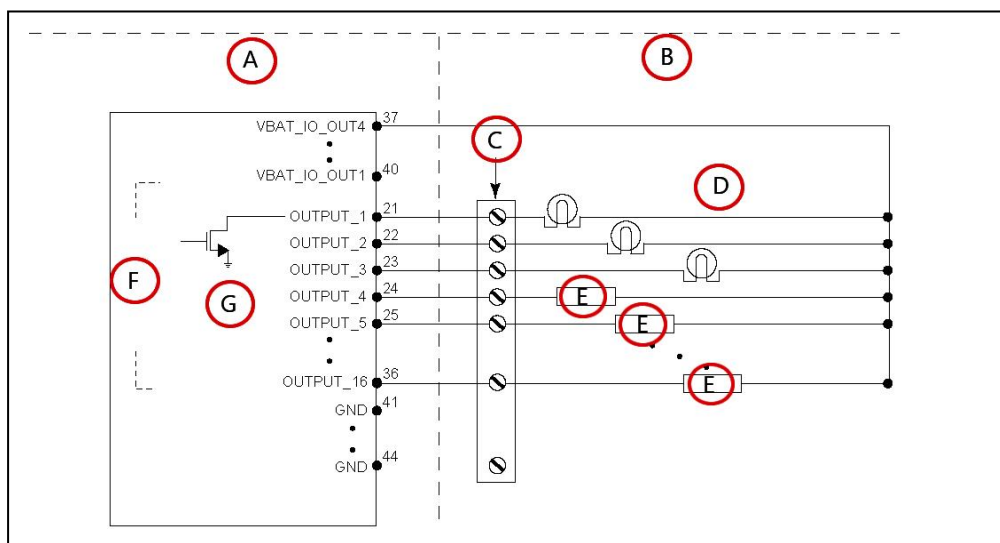 A
B
VBAT_IO_OUT4 37
C
VBAT_IO_OUT1 40
D
OUTPUT_1 21
OUTPUT_2 22
OUTPUT_3 23
F
G
OUTPUT_4 24
E
OUTPUT_5 25
E
OUTPUT_16 36
E
GND 41
GND 44